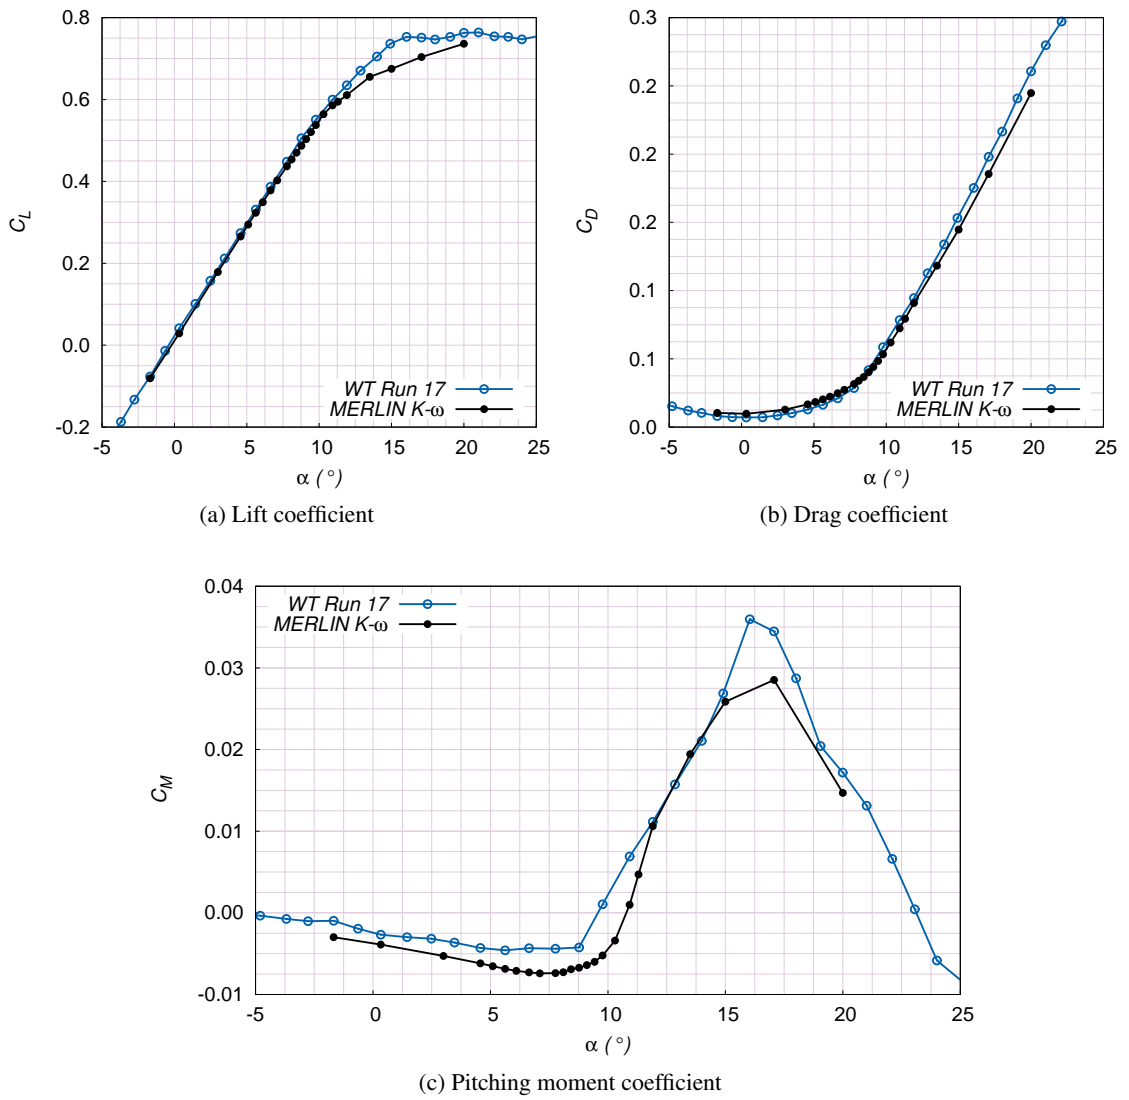 0.8
0.6
0.4
0.2
0.0
-0.2
C_L
-5 0 5 10 15 20 25
α (°)
WT Run 17
MERLIN K-ω
(a) Lift coefficient
0.3
0.2
0.2
0.2
0.1
0.1
0.0
C_D
-5 0 5 10 15 20 25
α (°)
WT Run 17
MERLIN K-ω
(b) Drag coefficient
0.04
0.03
0.02
0.01
0.00
-0.01
C_M
-5 0 5 10 15 20 25
α (°)
WT Run 17
MERLIN K-ω
(c) Pitching moment coefficient